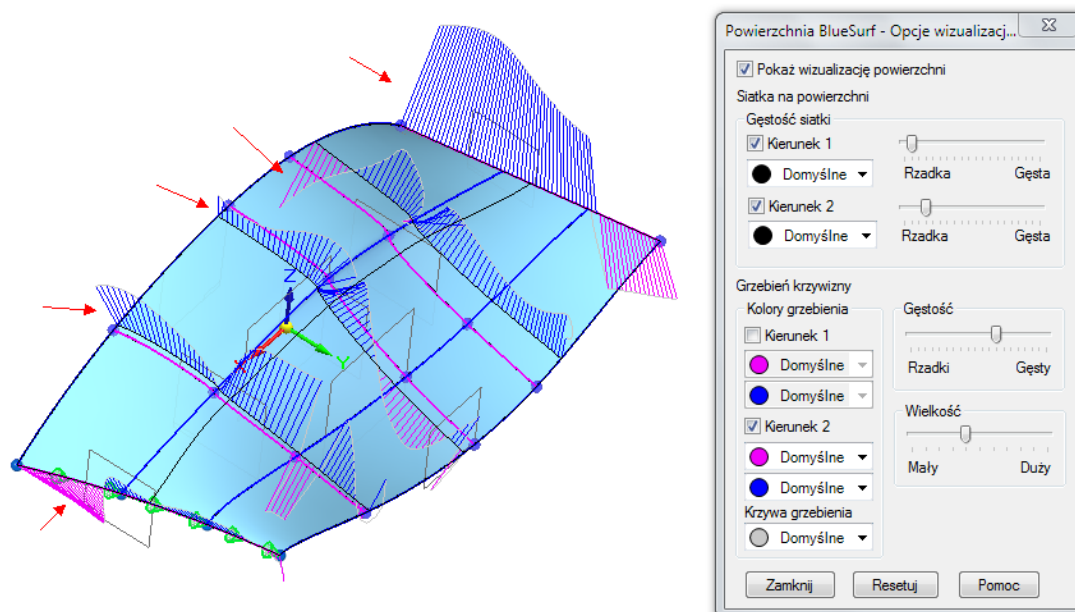 Powierzchnia BlueSurf - Opcje wizualizacj...
Pokaż wizualizację powierzchni
Siatka na powierzchni
Gęstość siatki
Kierunek 1
Domyślne
Rzadka Gęsta
Kierunek 2
Domyślne
Rzadka Gęsta
Grzebień krzywizny
Kolory grzebienia
Kierunek 1
Domyślne
Domyślne
Kierunek 2
Domyślne
Domyślne
Krzywa grzebienia
Domyślne
Gęstość
Rzadki Gęsty
Wielkość
Mały Duży
Zamknij Resetuj Pomoc
Z
X
Y